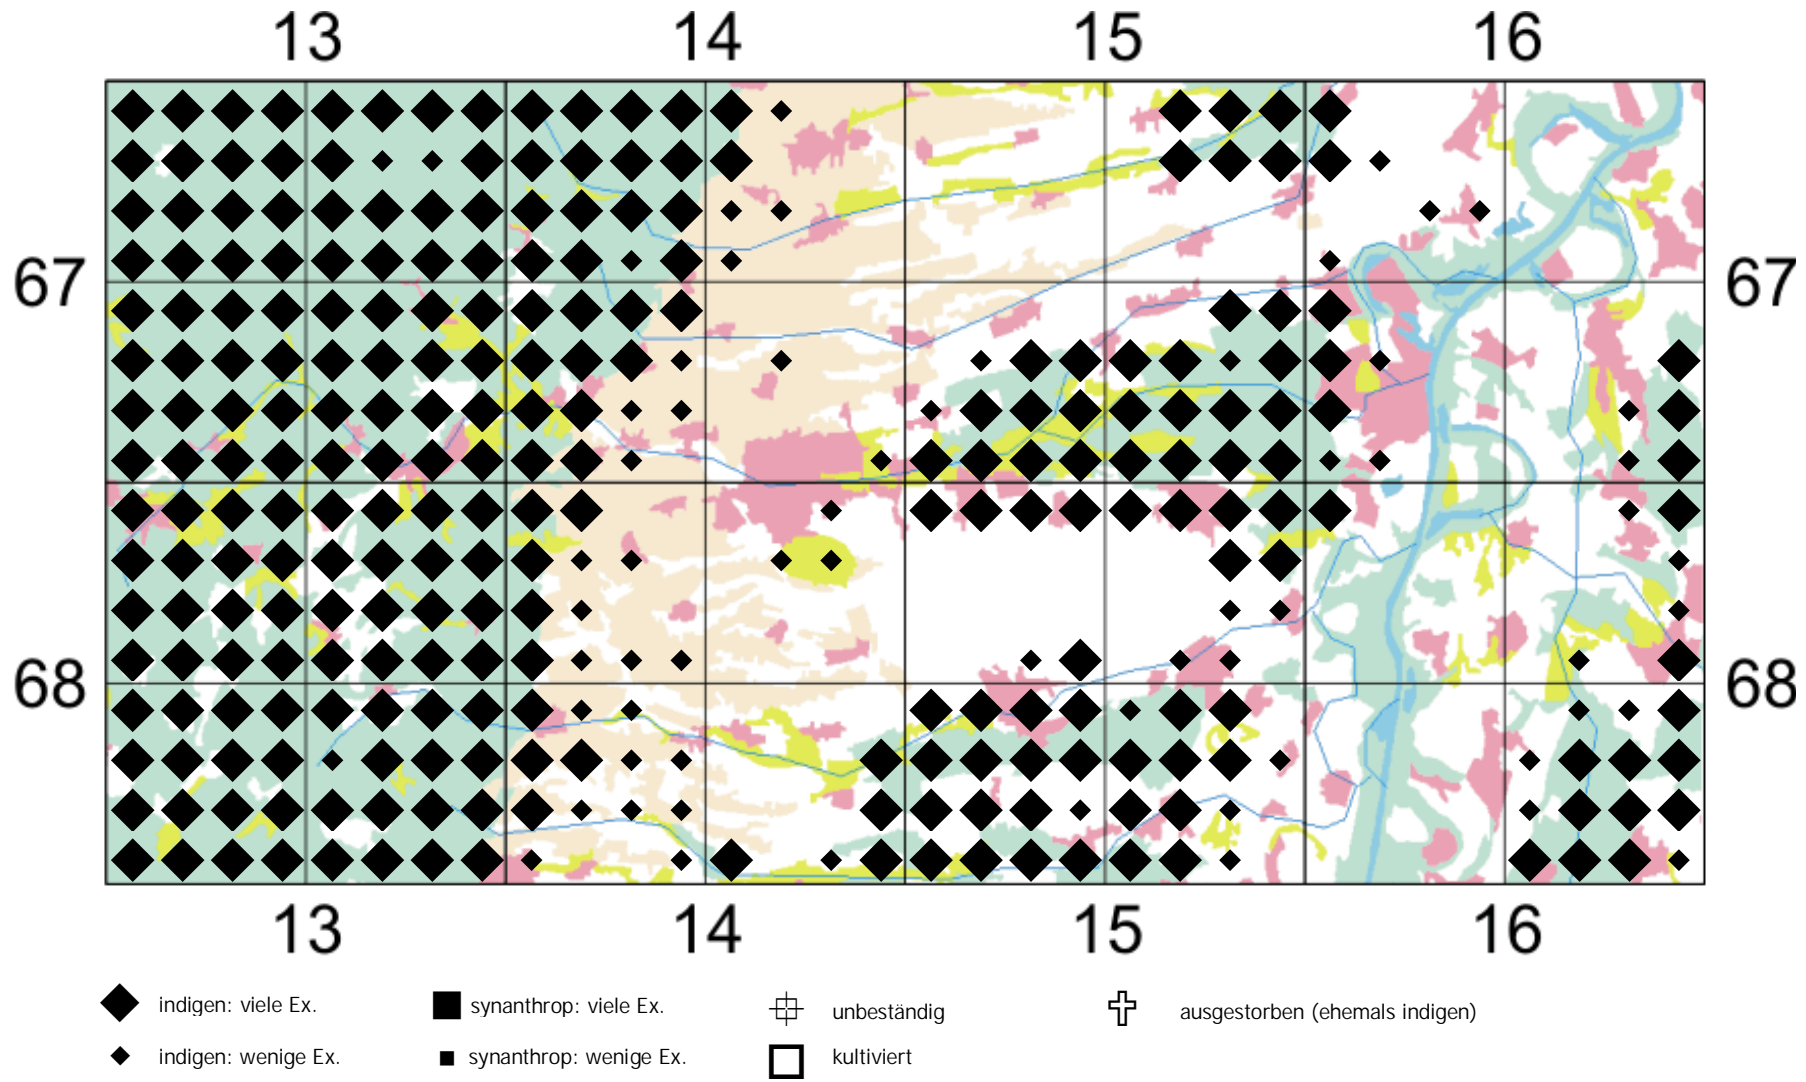 13 14 15 16
67 67
68 68
13 14 15 16
indigen: viele Ex. synanthrop: viele Ex. unbeständig ausgestorben (ehemals indigen)
indigen: wenige Ex. synanthrop: wenige Ex. kultiviert